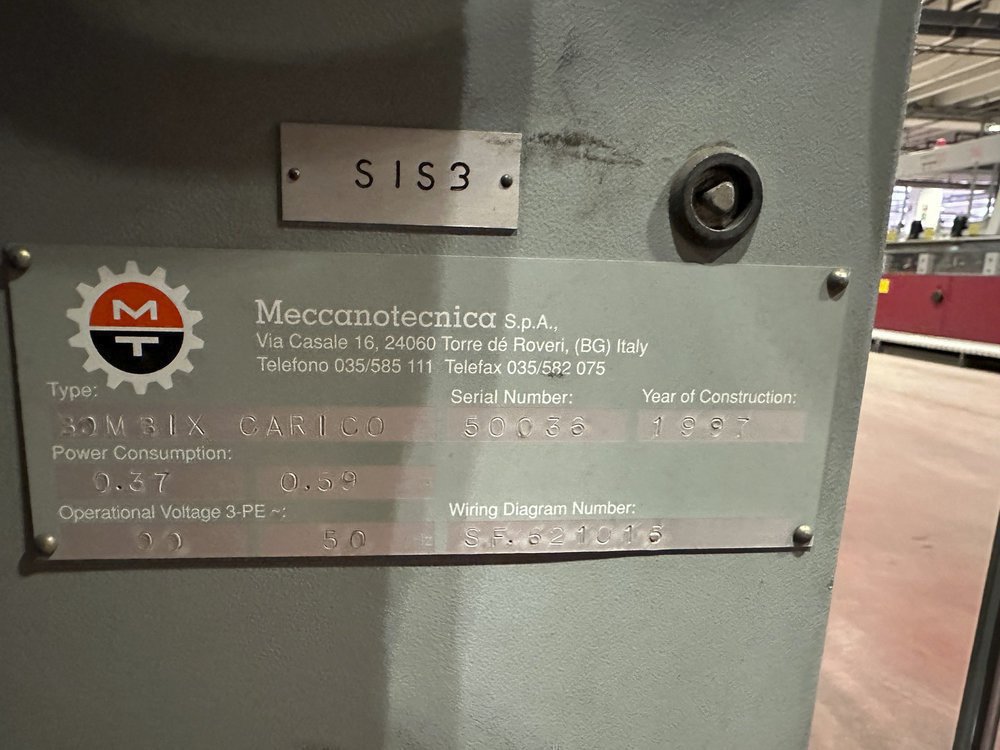 SIS3
M
T
Meccanotecnica S.p.A.,
Via Casale 16, 24060 Torre dé Roveri, (BG) Italy
Telefono 035/585 111 Telefax 035/582 075
Type:
BOMBIX CARICO
Serial Number:
50036
Year of Construction:
1997
Power Consumption:
0.37 0.59
Operational Voltage 3-PE ~:
50 Hz
Wiring Diagram Number:
SF.621016